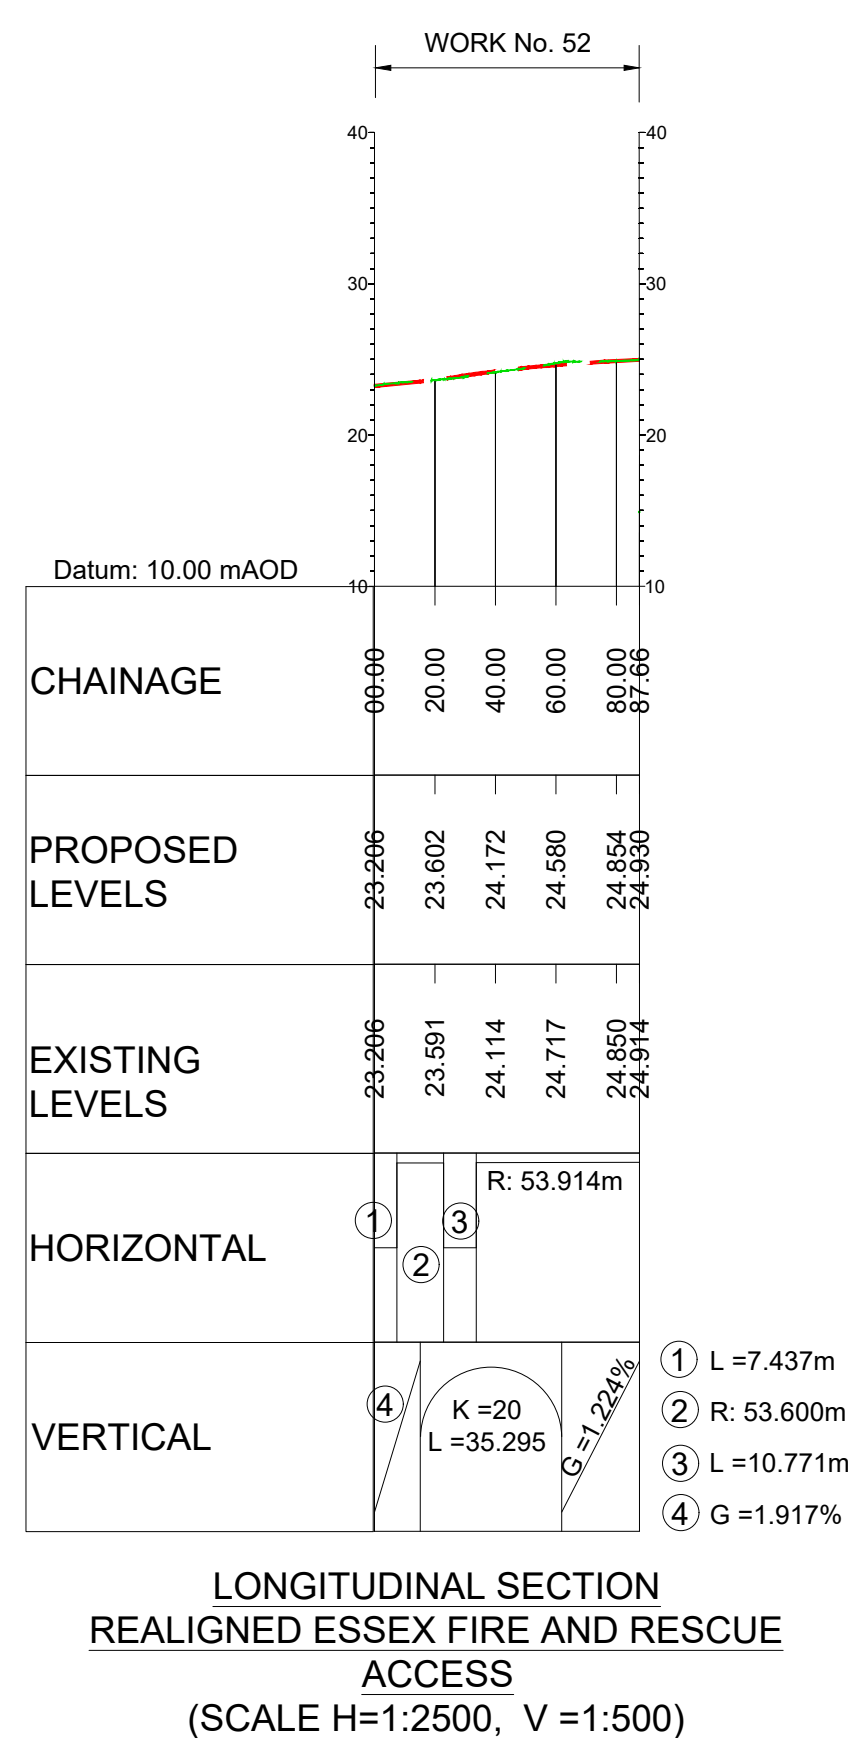 WORK No. 52
40 40
30 30
20 20
10 10
Datum: 10.00 mAOD
CHAINAGE
00.00 20.00 40.00 60.00 80.00 87.66
PROPOSED
LEVELS
23.206 23.602 24.172 24.580 24.854 24.930
EXISTING
LEVELS
23.206 23.591 24.114 24.717 24.850 24.914
HORIZONTAL
1 2 3 R: 53.914m
VERTICAL
4
K =20
L =35.295
G =1.224%
1 L =7.437m
2 R: 53.600m
3 L =10.771m
4 G =1.917%
LONGITUDINAL SECTION
REALIGNED ESSEX FIRE AND RESCUE
ACCESS
(SCALE H=1:2500, V =1:500)